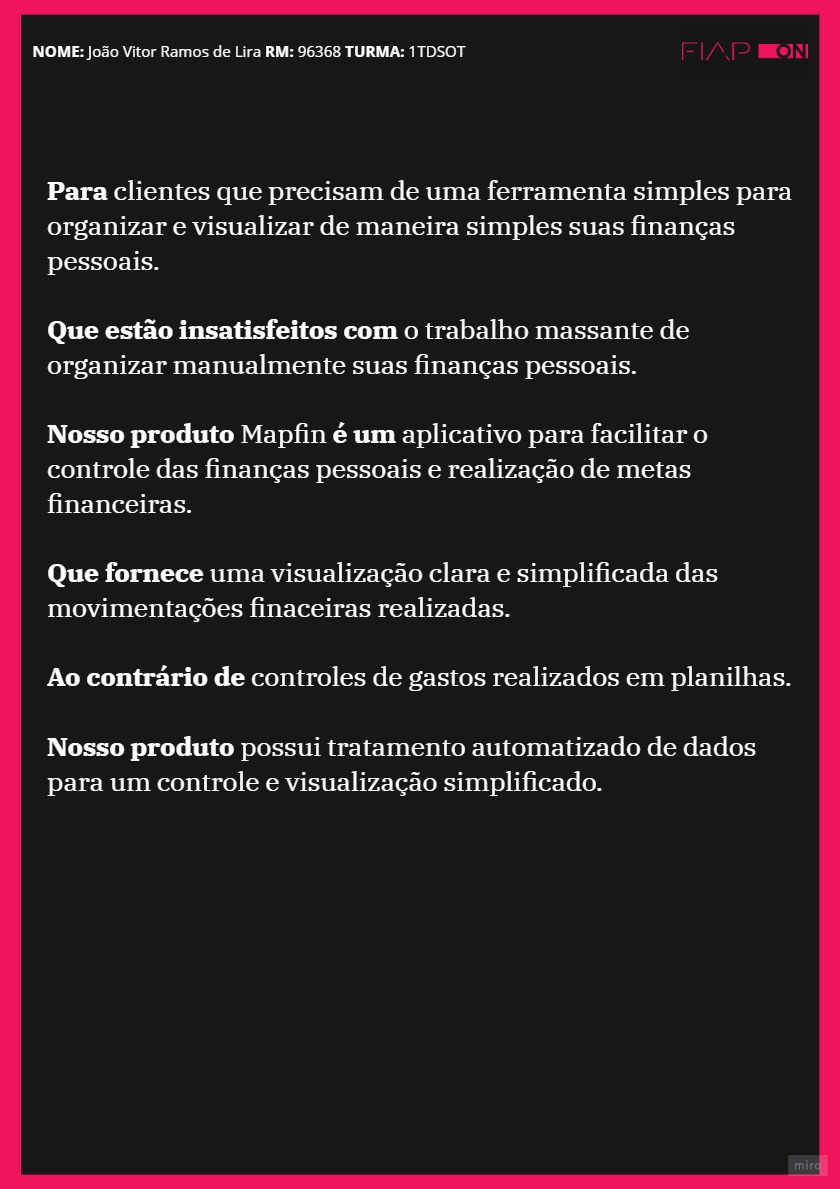 NOME: João Vitor Ramos de Lira RM: 96368 TURMA: 1TDSOT
FIAP ON
Para clientes que precisam de uma ferramenta simples para
organizar e visualizar de maneira simples suas finanças
pessoais.
Que estão insatisfeitos com o trabalho massante de
organizar manualmente suas finanças pessoais.
Nosso produto Mapfin é um aplicativo para facilitar o
controle das finanças pessoais e realização de metas
financeiras.
Que fornece uma visualização clara e simplificada das
movimentações finaceiras realizadas.
Ao contrário de controles de gastos realizados em planilhas.
Nosso produto possui tratamento automatizado de dados
para um controle e visualização simplificado.
miro